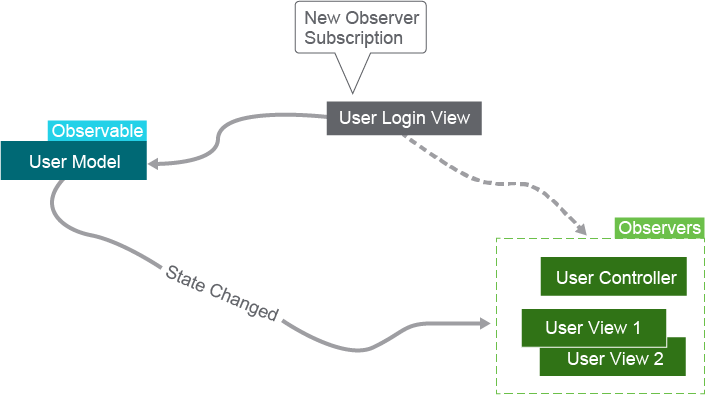 New Observer
Subscription
User Login View
Observable
User Model
State Changed
Observers
User Controller
User View 1
User View 2